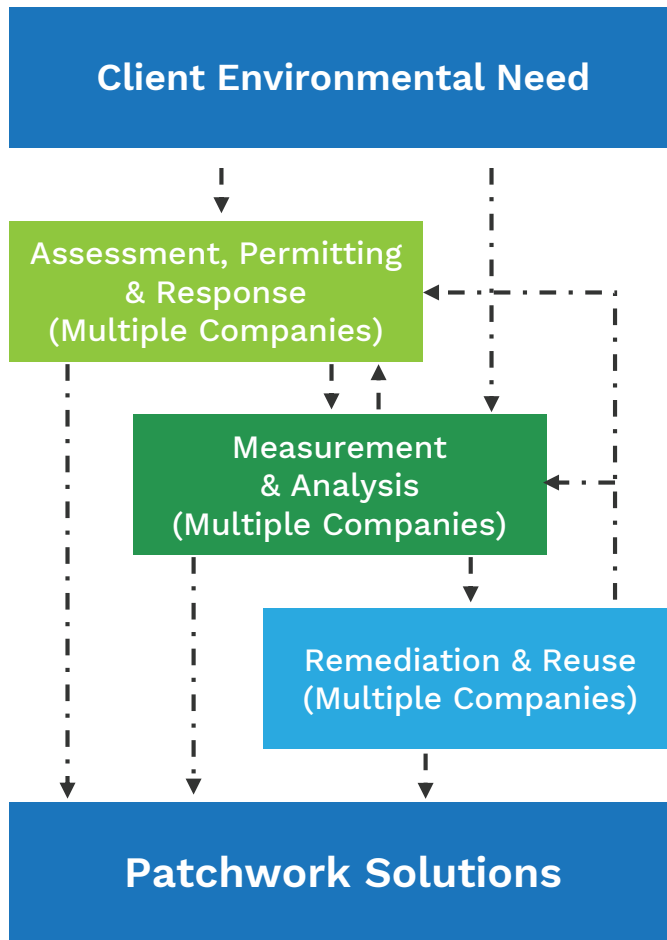 Client Environmental Need
Assessment, Permitting
& Response
(Multiple Companies)
Measurement
& Analysis
(Multiple Companies)
Remediation & Reuse
(Multiple Companies)
Patchwork Solutions